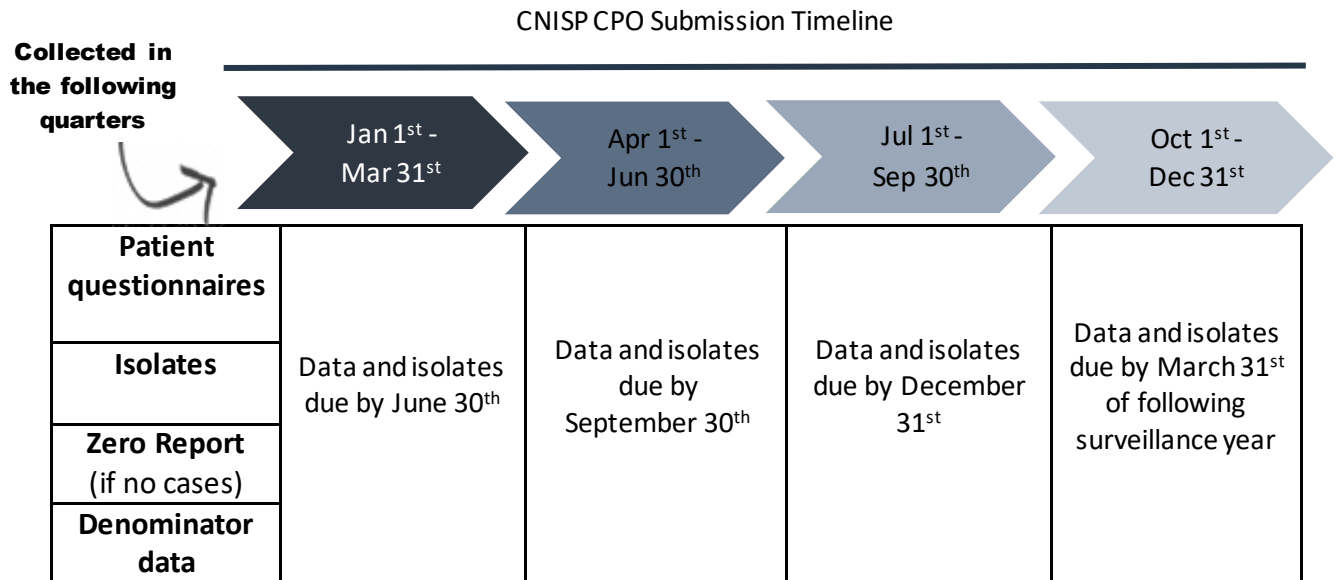 CNISP CPO Submission Timeline
Collected in
the following
quarters
Jan 1st -
Mar 31st
Apr 1st -
Jun 30th
Jul 1st -
Sep 30th
Oct 1st -
Dec 31st
Patient
questionnaires
Isolates
Zero Report
(if no cases)
Denominator
data
Data and isolates
due by June 30th
Data and isolates
due by
September 30th
Data and isolates
due by December
31st
Data and isolates
due by March 31st
of following
surveillance year